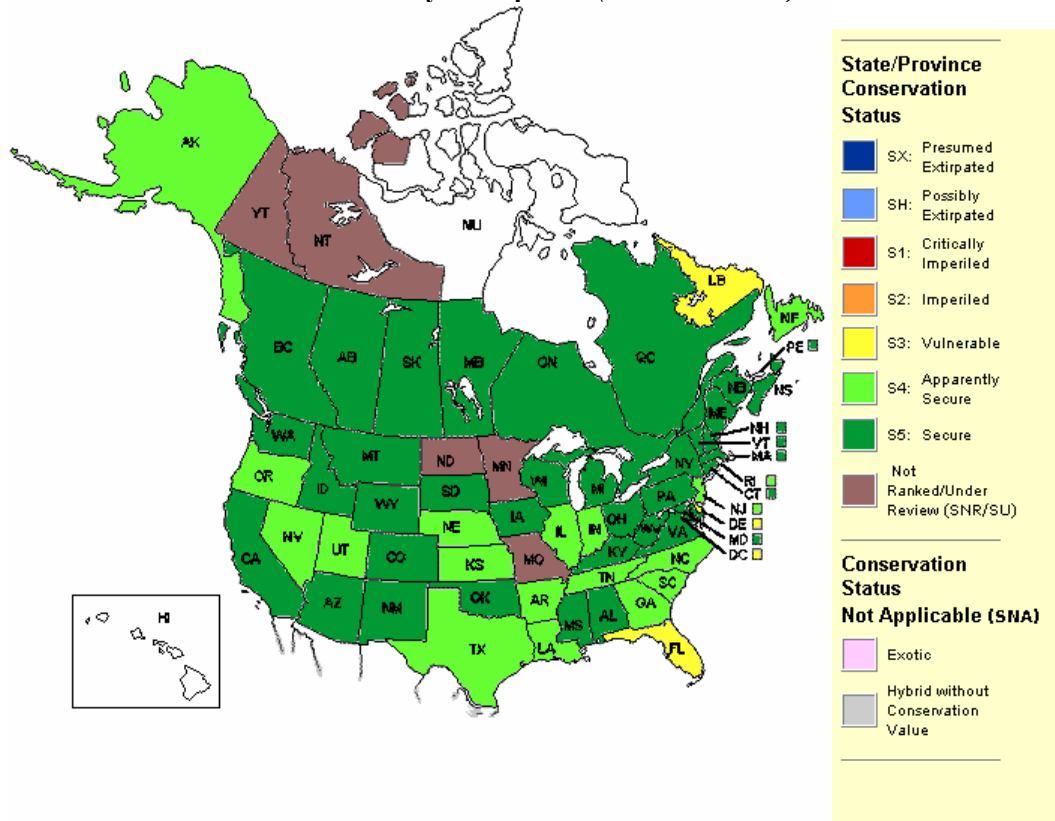 AK
YT
NT
NU
LB
NF
BC
AB
SK
MB
ON
QC
PE
NB
NS
ME
WA
NH
VT
MA
MT
ND
MN
OR
ID
SD
WI
MI
NY
RI
CT
WY
PA
NJ
DE
MD
DC
IA
NE
NV
UT
IL
IN
OH
WV
VA
CA
CO
KS
MO
KY
NC
TN
SC
AZ
NM
OK
AR
MS
AL
GA
TX
LA
FL
HI
State/Province
Conservation
Status
SX: Presumed
Extirpated
SH: Possibly
Extirpated
S1: Critically
Imperiled
S2: Imperiled
S3: Vulnerable
S4: Apparently
Secure
S5: Secure
Not
Ranked/Under
Review (SNR/SU)
Conservation
Status
Not Applicable (SNA)
Exotic
Hybrid without
Conservation
Value